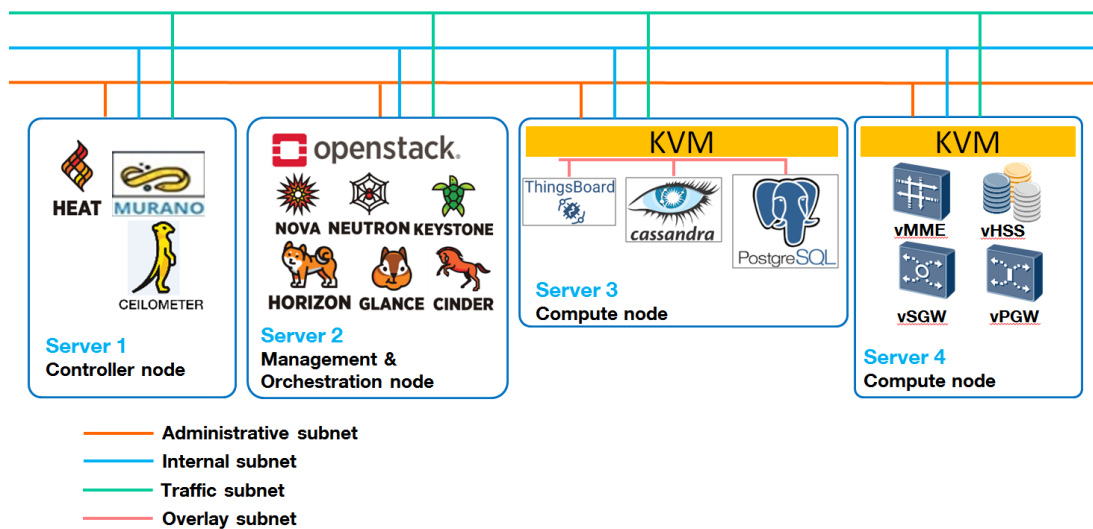 HEAT
MURANO
CEILOMETER
Server 1
Controller node
openstack.
NOVA NEUTRON KEYSTONE
HORIZON GLANCE CINDER
Server 2
Management &
Orchestration node
KVM
ThingsBoard
cassandra
PostgreSQL
Server 3
Compute node
KVM
vMME vHSS
vSGW vPGW
Server 4
Compute node
Administrative subnet
Internal subnet
Traffic subnet
Overlay subnet